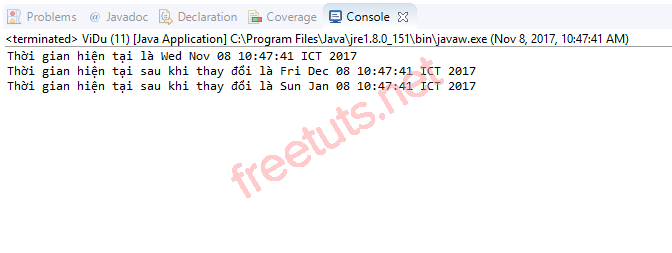 Problems @ Javadoc Declaration Coverage Console
<terminated> ViDu (11) [Java Application] C:\Program Files\Java\jre1.8.0_151\bin\javaw.exe (Nov 8, 2017, 10:47:41 AM)
Thời gian hiện tại là Wed Nov 08 10:47:41 ICT 2017
Thời gian hiện tại sau khi thay đổi là Fri Dec 08 10:47:41 ICT 2017
Thời gian hiện tại sau khi thay đổi là Sun Jan 08 10:47:41 ICT 2017
freetuts.net